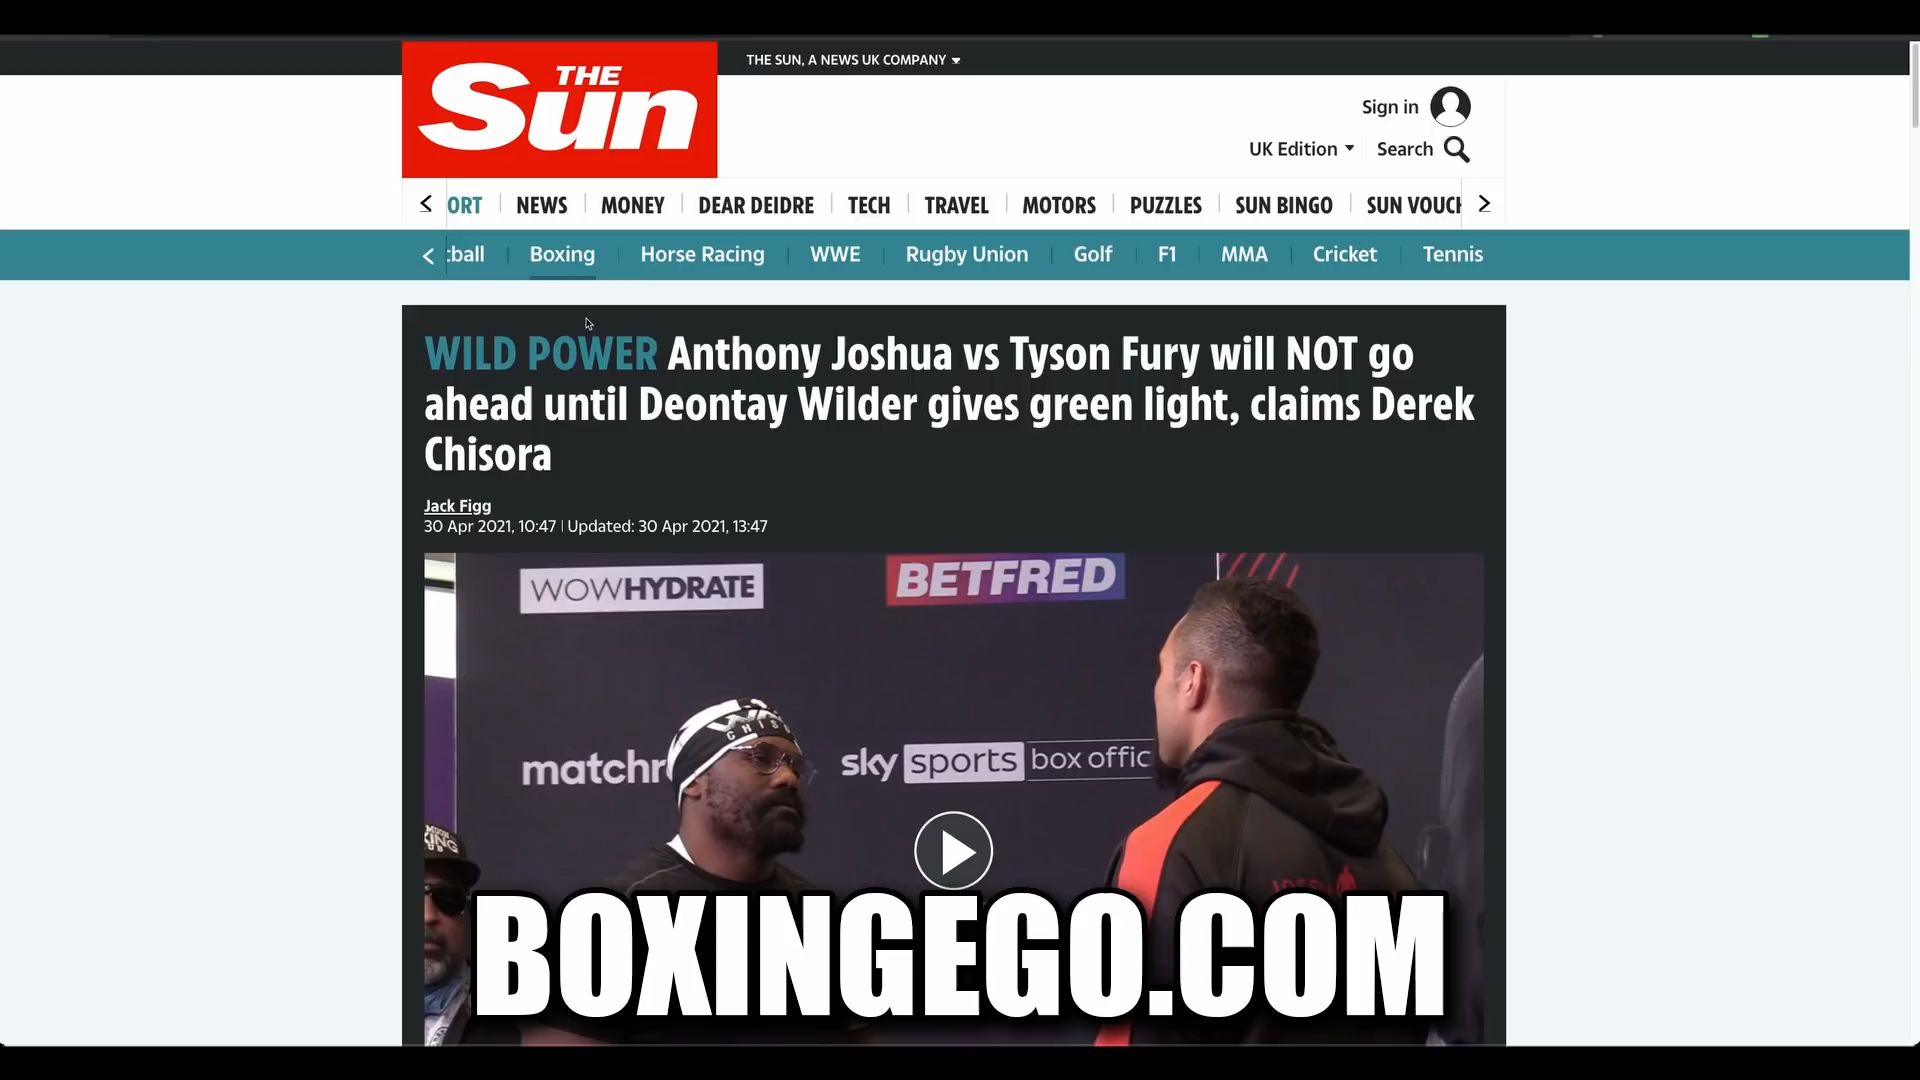 THE SUN, A NEWS UK COMPANY
THE
Sun
Sign in
UK Edition
Search
ORT
NEWS
MONEY
DEAR DEIDRE
TECH
TRAVEL
MOTORS
PUZZLES
SUN BINGO
SUN VOUCH
tball
Boxing
Horse Racing
WWE
Rugby Union
Golf
F1
MMA
Cricket
Tennis
WILD POWER Anthony Joshua vs Tyson Fury will NOT go
ahead until Deontay Wilder gives green light, claims Derek
Chisora
Jack Figg
30 Apr 2021, 10:47 | Updated: 30 Apr 2021, 13:47
WOWHYDRATE
BETFRED
CHIS
matchr
sky sports box offic
BOXINGEGO.COM